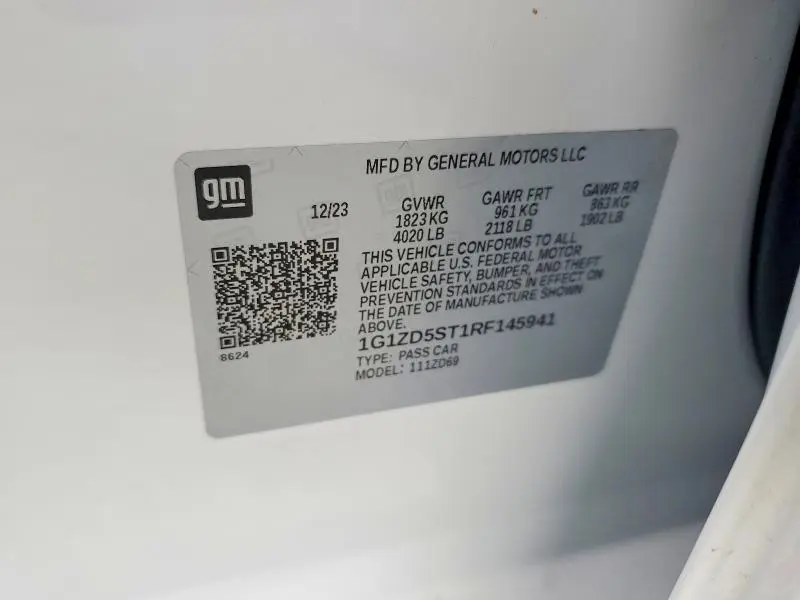 MFD BY GENERAL MOTORS LLC
gm
12/23
GVWR
1823 KG
4020 LB
GAWR FRT
961 KG
2118 LB
GAWR RR
863 KG
1902 LB
THIS VEHICLE CONFORMS TO ALL
APPLICABLE U.S. FEDERAL MOTOR
VEHICLE SAFETY, BUMPER, AND THEFT
PREVENTION STANDARDS IN EFFECT ON
THE DATE OF MANUFACTURE SHOWN
ABOVE.
8624
1G1ZD5ST1RF145941
TYPE: PASS CAR
MODEL: 111ZD69